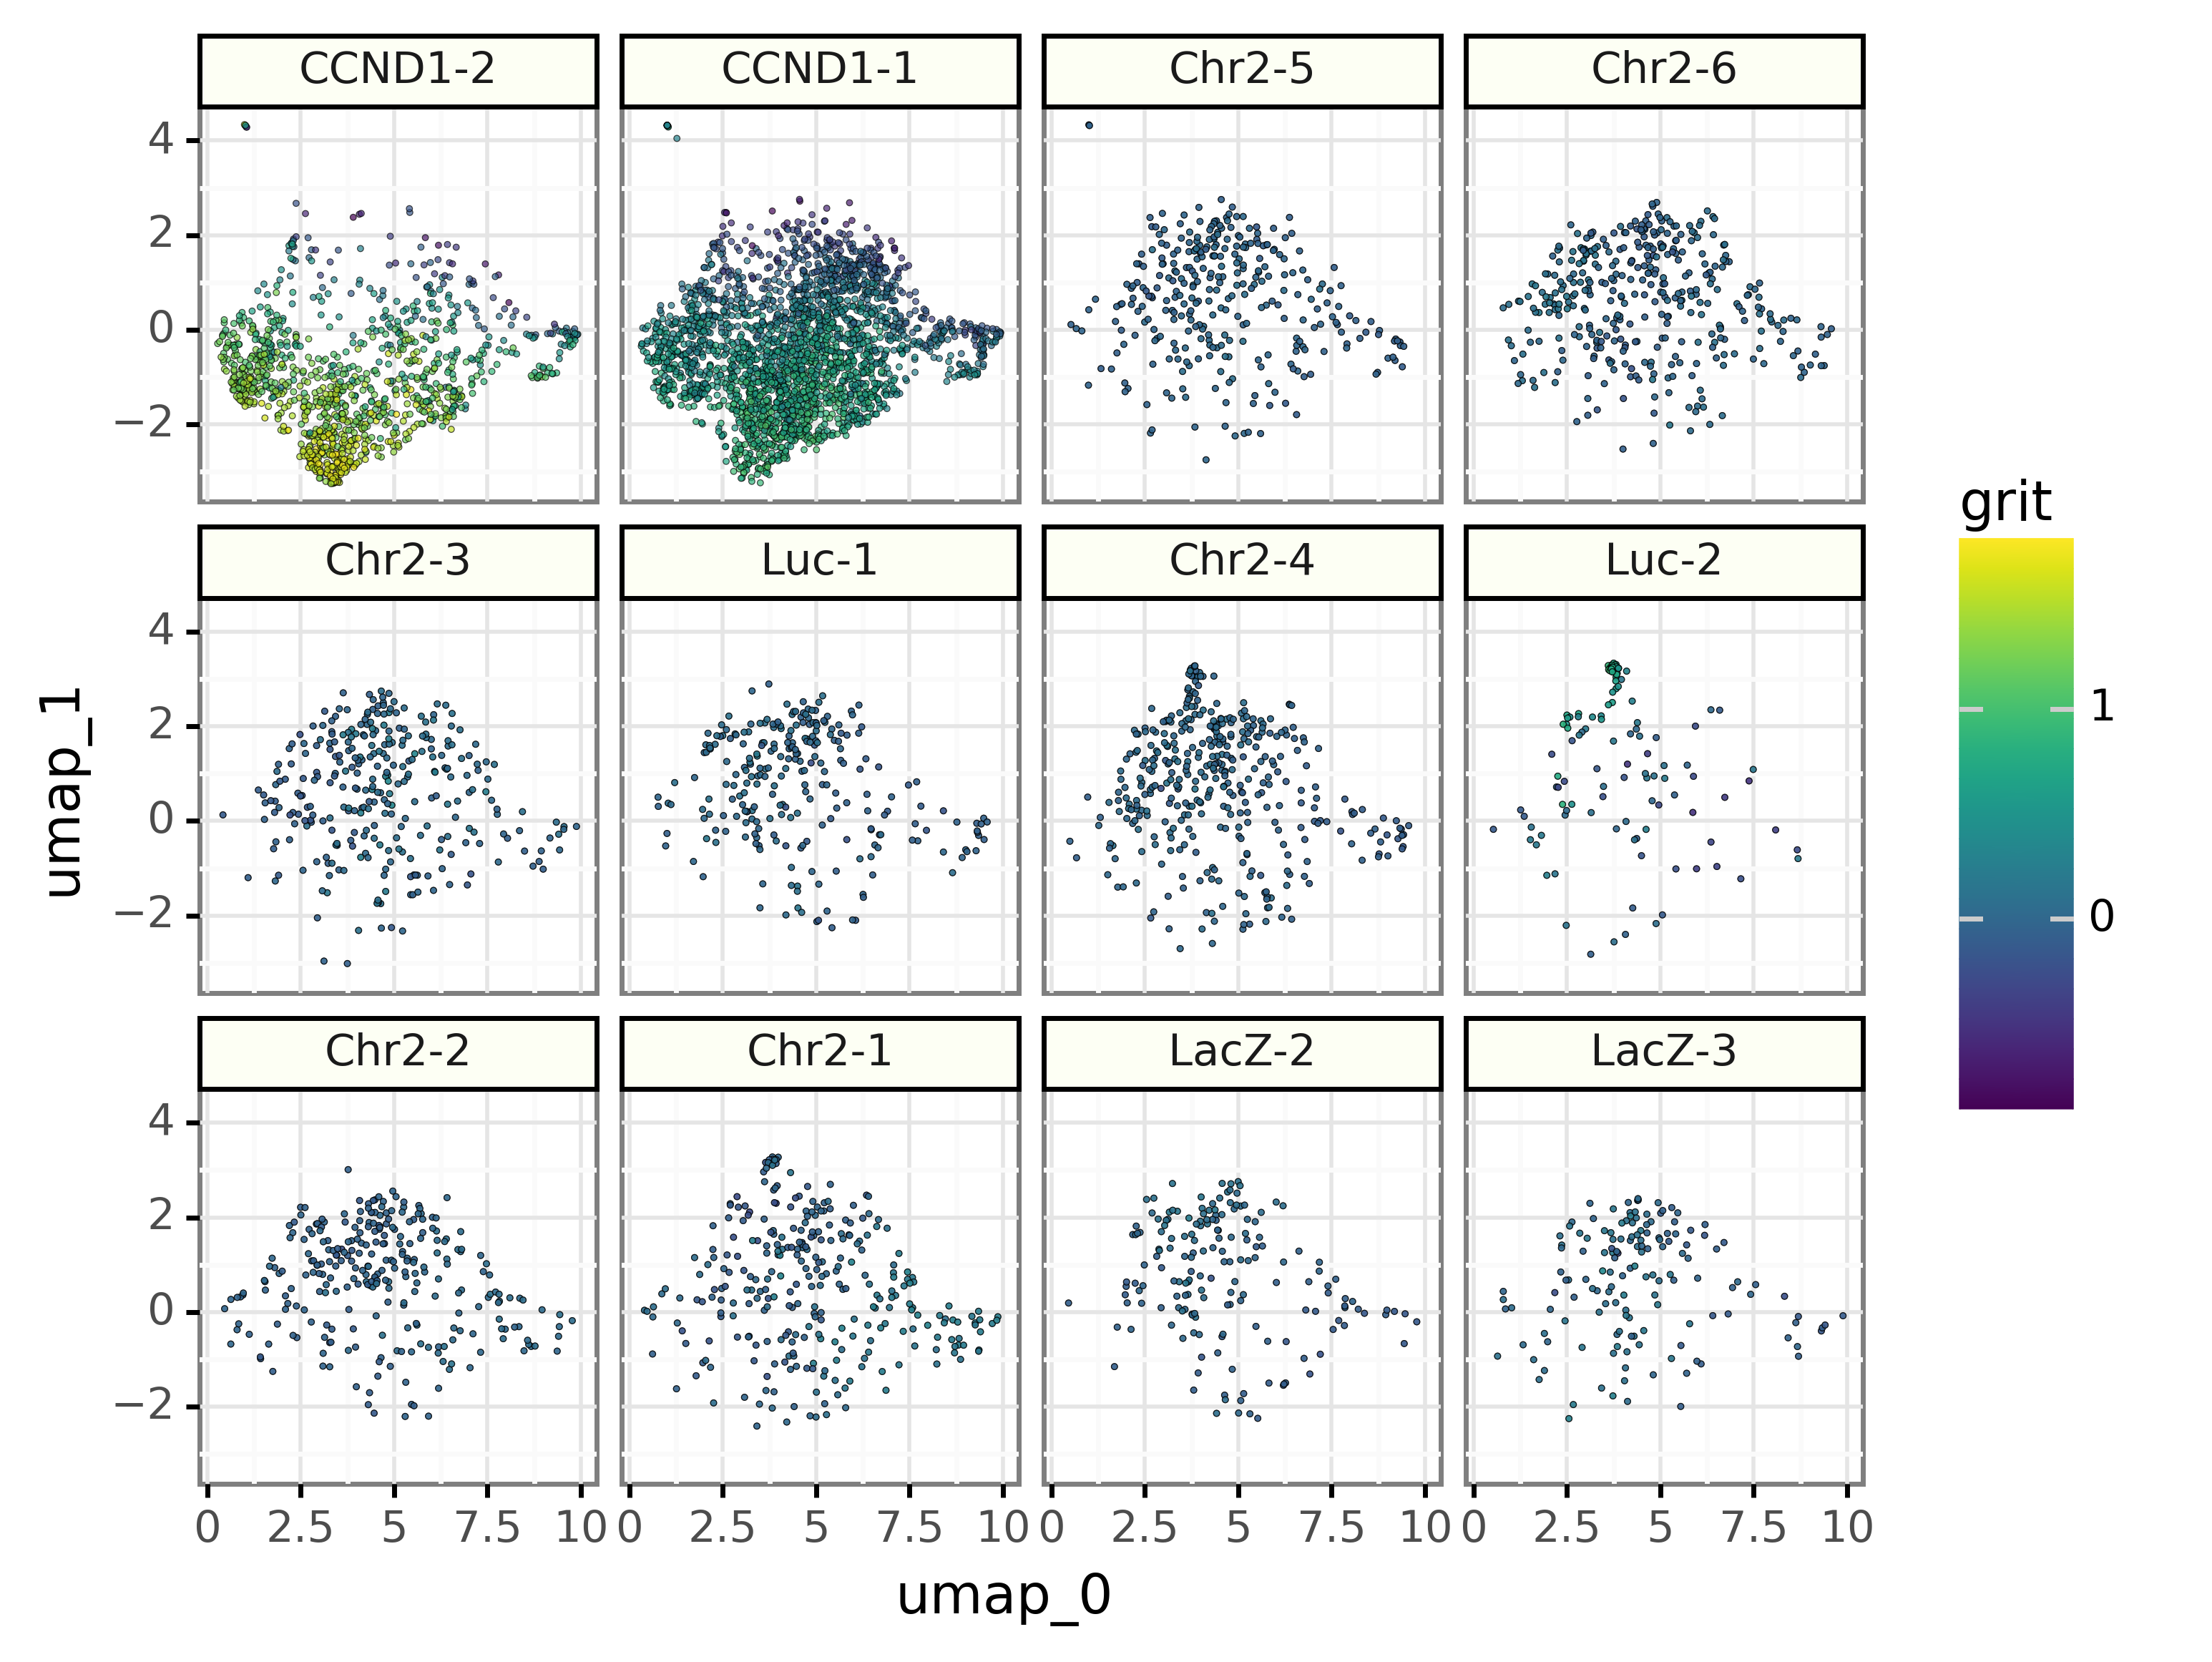 CCND1-2 CCND1-1 Chr2-5 Chr2-6
4
2
0
−2
Chr2-3 Luc-1 Chr2-4 Luc-2
4
2
0
−2
Chr2-2 Chr2-1 LacZ-2 LacZ-3
4
2
0
−2
0 2.5 5 7.5 10 0 2.5 5 7.5 10 0 2.5 5 7.5 10 0 2.5 5 7.5 10
umap_0
umap_1
grit
1
0